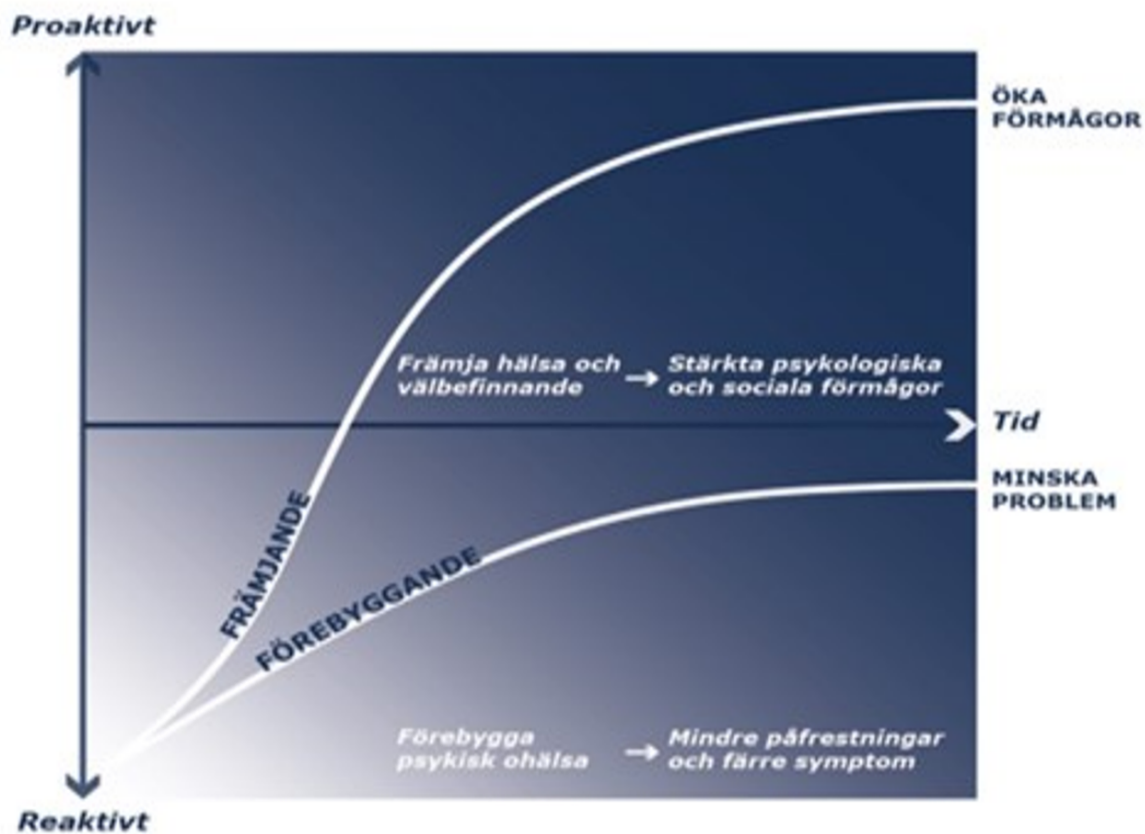 Proaktivt
ÖKA
FÖRMÅGOR
Främja hälsa och
välbefinnande
Stärkta psykologiska
och sociala förmågor
Tid
MINSKA
PROBLEM
FRÄMJANDE
FÖREBYGGANDE
Förebygga
psykisk ohälsa
Mindre påfrestningar
och färre symptom
Reaktivt